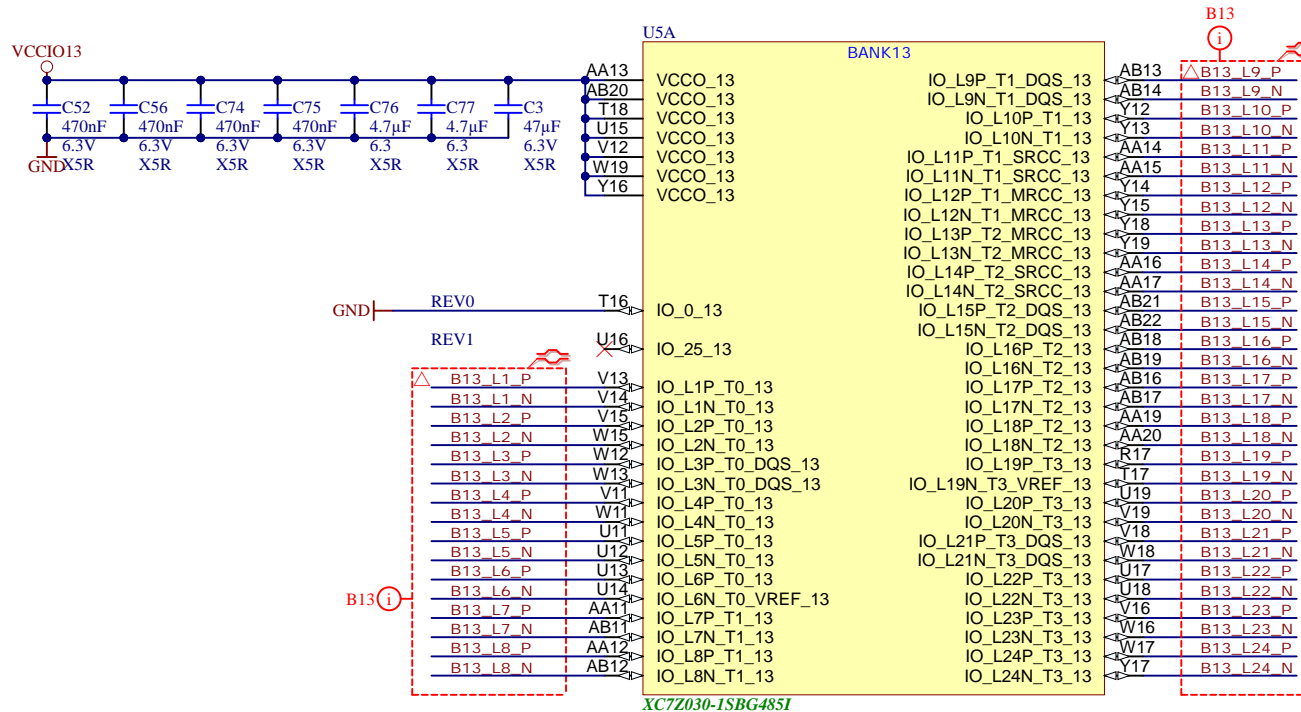 VCCIO13
C52
470nF
6.3V
X5R
C56
470nF
6.3V
X5R
C74
470nF
6.3V
X5R
C75
470nF
6.3V
X5R
C76
4.7µF
6.3
X5R
C77
4.7µF
6.3
X5R
C3
47µF
6.3V
X5R
GND
U5A
BANK13
AA13 VCCO_13
AB20 VCCO_13
T18 VCCO_13
U15 VCCO_13
V12 VCCO_13
W19 VCCO_13
Y16 VCCO_13
GND REV0 T16 IO_0_13
REV1 U16 IO_25_13
B13_L1_P V13 IO_L1P_T0_13
B13_L1_N V14 IO_L1N_T0_13
B13_L2_P V15 IO_L2P_T0_13
B13_L2_N W15 IO_L2N_T0_13
B13_L3_P W12 IO_L3P_T0_DQS_13
B13_L3_N W13 IO_L3N_T0_DQS_13
B13_L4_P V11 IO_L4P_T0_13
B13_L4_N W11 IO_L4N_T0_13
B13_L5_P U11 IO_L5P_T0_13
B13_L5_N U12 IO_L5N_T0_13
B13_L6_P U13 IO_L6P_T0_13
B13 i
B13_L6_N U14 IO_L6N_T0_VREF_13
B13_L7_P AA11 IO_L7P_T1_13
B13_L7_N AB11 IO_L7N_T1_13
B13_L8_P AA12 IO_L8P_T1_13
B13_L8_N AB12 IO_L8N_T1_13
B13
i
IO_L9P_T1_DQS_13 AB13 B13_L9_P
IO_L9N_T1_DQS_13 AB14 B13_L9_N
IO_L10P_T1_13 Y12 B13_L10_P
IO_L10N_T1_13 Y13 B13_L10_N
IO_L11P_T1_SRCC_13 AA14 B13_L11_P
IO_L11N_T1_SRCC_13 AA15 B13_L11_N
IO_L12P_T1_MRCC_13 Y14 B13_L12_P
IO_L12N_T1_MRCC_13 Y15 B13_L12_N
IO_L13P_T2_MRCC_13 Y18 B13_L13_P
IO_L13N_T2_MRCC_13 Y19 B13_L13_N
IO_L14P_T2_SRCC_13 AA16 B13_L14_P
IO_L14N_T2_SRCC_13 AA17 B13_L14_N
IO_L15P_T2_DQS_13 AB21 B13_L15_P
IO_L15N_T2_DQS_13 AB22 B13_L15_N
IO_L16P_T2_13 AB18 B13_L16_P
IO_L16N_T2_13 AB19 B13_L16_N
IO_L17P_T2_13 AB16 B13_L17_P
IO_L17N_T2_13 AB17 B13_L17_N
IO_L18P_T2_13 AA19 B13_L18_P
IO_L18N_T2_13 AA20 B13_L18_N
IO_L19P_T3_13 R17 B13_L19_P
IO_L19N_T3_VREF_13 T17 B13_L19_N
IO_L20P_T3_13 U19 B13_L20_P
IO_L20N_T3_13 V19 B13_L20_N
IO_L21P_T3_DQS_13 V18 B13_L21_P
IO_L21N_T3_DQS_13 W18 B13_L21_N
IO_L22P_T3_13 U17 B13_L22_P
IO_L22N_T3_13 U18 B13_L22_N
IO_L23P_T3_13 V16 B13_L23_P
IO_L23N_T3_13 W16 B13_L23_N
IO_L24P_T3_13 W17 B13_L24_P
IO_L24N_T3_13 Y17 B13_L24_N
XC7Z030-1SBG485I